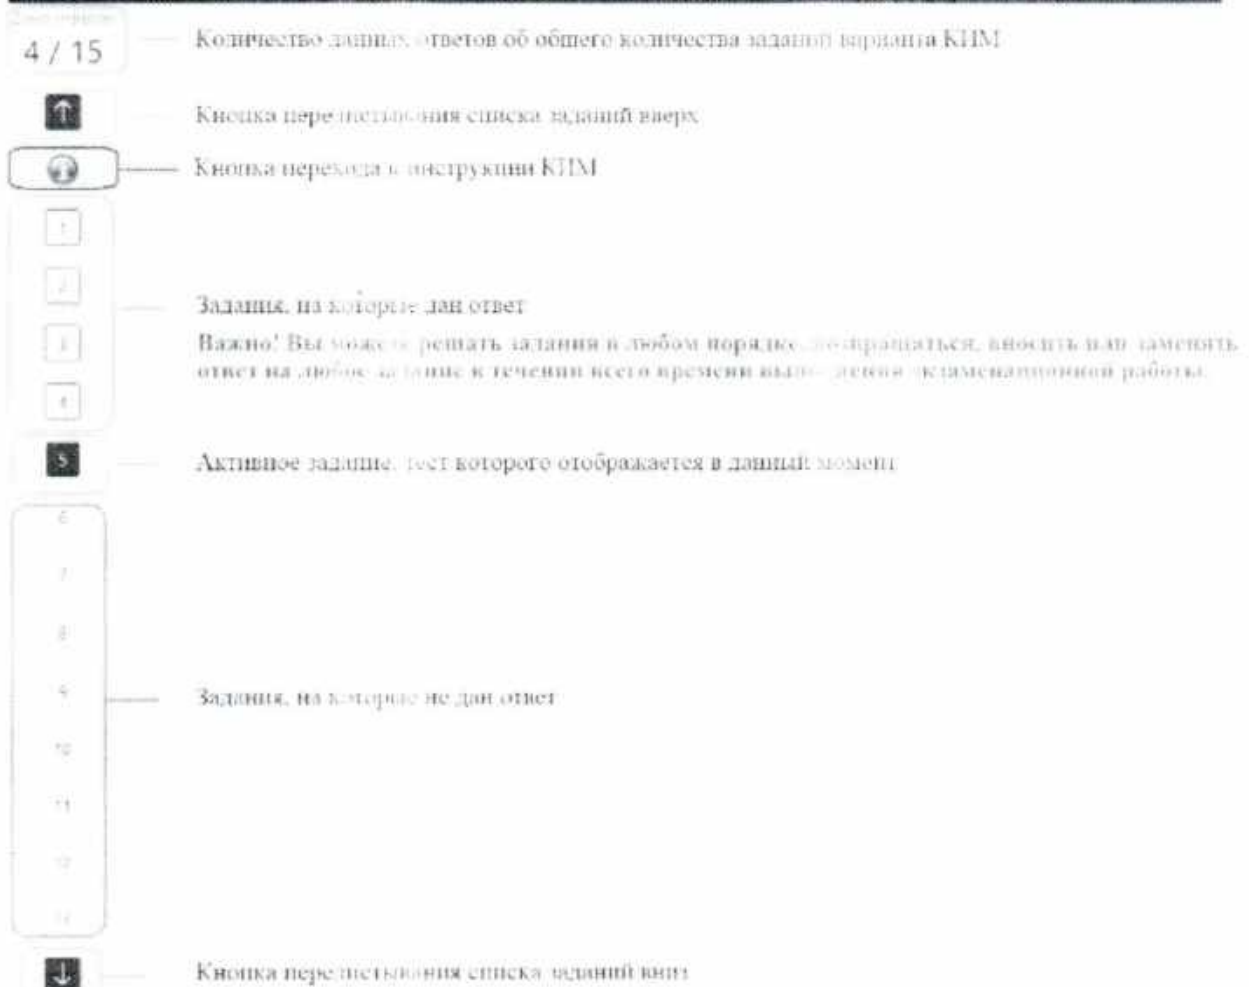 4 / 15
Количество данных ответов об общего количества заданий варианта КИМ
Кнопка перелистывания списка заданий вверх
Кнопка перехода к инструкции КИМ
1
2
3
4
Задания, на которые дан ответ
Важно! Вы можете решать задания в любом порядке, возвращаться, вносить или заменять
ответ на любое задание в течении всего времени выполнения экзаменационной работы.
5
Активное задание, тест которого отображается в данный момент
6
7
8
9
Задания, на которые не дан ответ
10
11
12
13
Кнопка перелистывания списка заданий вниз